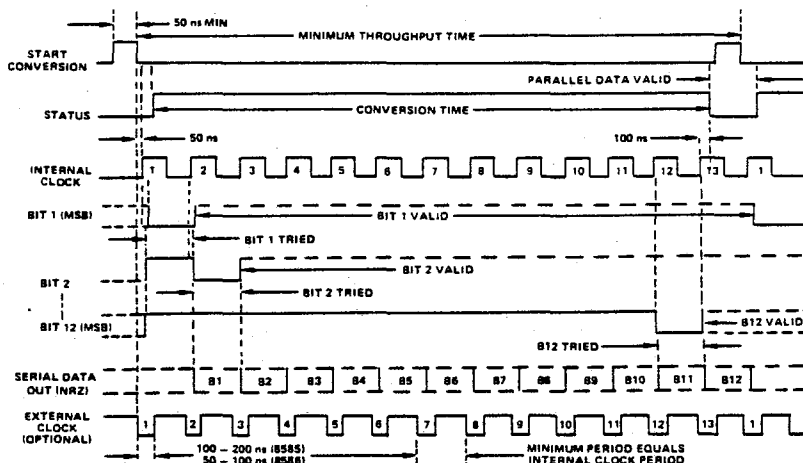 50 ns MIN
MINIMUM THROUGHPUT TIME
START
CONVERSION
PARALLEL DATA VALID
STATUS
CONVERSION TIME
50 ns
100 ns
INTERNAL
CLOCK
1 2 3 4 5 6 7 8 9 10 11 12 13 1
BIT 1 (MSB)
BIT 1 VALID
BIT 1 TRIED
BIT 2
BIT 2 VALID
BIT 2 TRIED
BIT 12 (MSB)
B12 VALID
B12 TRIED
SERIAL DATA
OUT (NRZ)
B1 B2 B3 B4 B5 B6 B7 B8 B9 B10 B11 B12
EXTERNAL
CLOCK
(OPTIONAL)
1 2 3 4 5 6 7 8 9 10 11 12 13 1
100 – 200 ns (8585)
50 – 100 ns (8586)
MINIMUM PERIOD EQUALS
INTERNAL CLOCK PERIOD